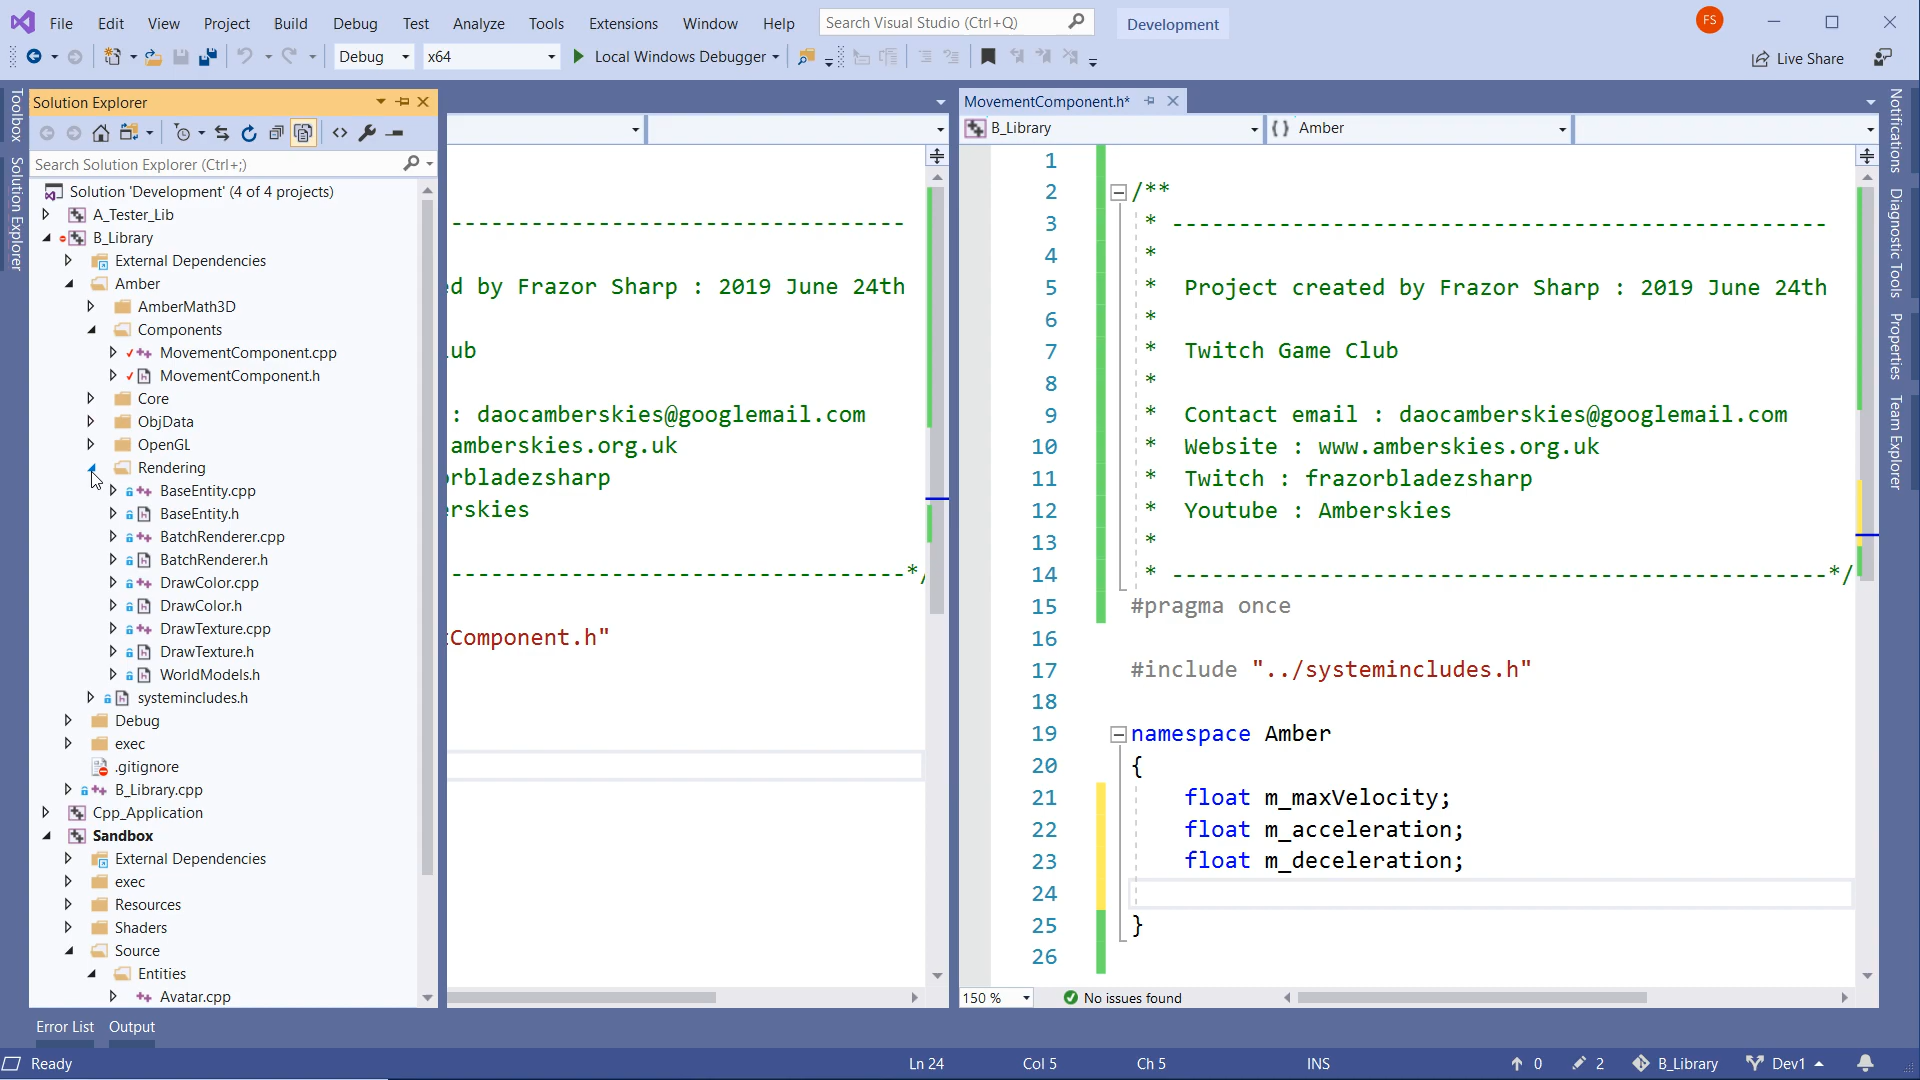 File Edit View Project Build Debug Test Analyze Tools Extensions Window Help Search Visual Studio (Ctrl+Q) Development FS
Debug x64 Local Windows Debugger Live Share
Toolbox
Solution Explorer
Solution Explorer
Search Solution Explorer (Ctrl+;)
Solution 'Development' (4 of 4 projects)
A_Tester_Lib
B_Library
External Dependencies
Amber
AmberMath3D
Components
MovementComponent.cpp
MovementComponent.h
Core
ObjData
OpenGL
Rendering
BaseEntity.cpp
BaseEntity.h
BatchRenderer.cpp
BatchRenderer.h
DrawColor.cpp
DrawColor.h
DrawTexture.cpp
DrawTexture.h
WorldModels.h
systemincludes.h
Debug
exec
.gitignore
B_Library.cpp
Cpp_Application
Sandbox
External Dependencies
exec
Resources
Shaders
Source
Entities
Avatar.cpp
----------------------------------
ed by Frazor Sharp : 2019 June 24th
lub
: daocamberskies@googlemail.com
amberskies.org.uk
orbladezsharp
erskies
----------------------------------*/
tComponent.h"
MovementComponent.h*
B_Library {} Amber
1
2 /**
3 * -------------------------------------------------
4 *
5 * Project created by Frazor Sharp : 2019 June 24th
6 *
7 * Twitch Game Club
8 *
9 * Contact email : daocamberskies@googlemail.com
10 * Website : www.amberskies.org.uk
11 * Twitch : frazorbladezsharp
12 * Youtube : Amberskies
13 *
14 * -------------------------------------------------*/
15 #pragma once
16
17 #include "../systemincludes.h"
18
19 namespace Amber
20 {
21 float m_maxVelocity;
22 float m_acceleration;
23 float m_deceleration;
24
25 }
26
150 % No issues found
Notifications
Diagnostic Tools
Properties
Team Explorer
Error List Output
Ready Ln 24 Col 5 Ch 5 INS 0 2 B_Library Dev1